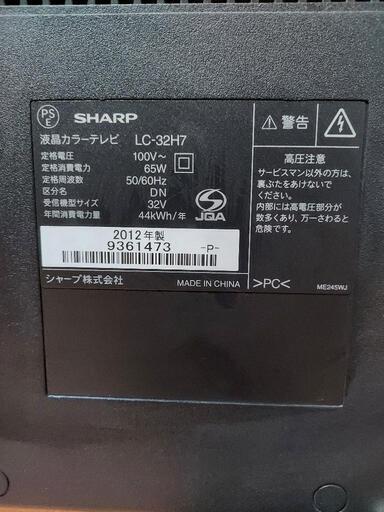 PS
E
SHARP
液晶カラーテレビ LC-32H7
定格電圧 100V～
定格消費電力 65W
定格周波数 50/60Hz
区分 DN
受信機型サイズ 32V
年間消費電力量 44kWh/年
JQA
2012年製
9361473 -P-
シャープ株式会社 MADE IN CHINA
警告
高圧注意
サービスマン以外の方は、
裏ぶたをあけないで
ください。
内部には高電圧部分が
数多くあり、万一さわると
危険です。
>PC<
ME245WJ